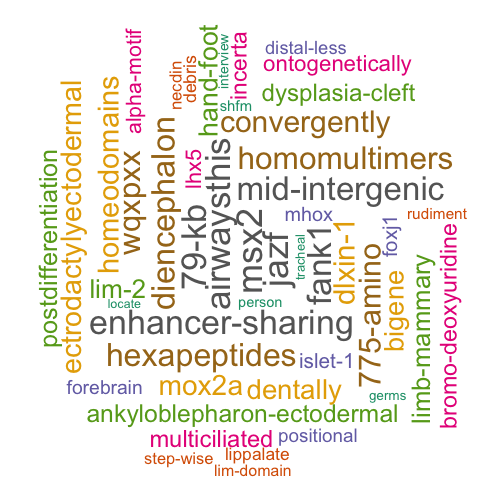 distal-less
ontogenetically
dysplasia-cleft
convergently
homomultimers
mid-intergenic
mhox
rudiment
enhancer-sharing
hexapeptides
islet-1
forebrain
mox2a
dentally
germs
ankyloblepharon-ectodermal
multiciliated
positional
step-wise
lippalate
lim-domain
lim-2
locate
person
shfm
postdifferentiation
ectrodactylyectodermal
homeodomains
wqxpxx
alpha-motif
diencephalon
necdin
debris
lhx5
79-kb
hand-foot
airwaysthis
interview
incerta
msx2
jazf
tracheal
fank1
dlxin-1
775-amino
foxj1
bigene
limb-mammary
bromo-deoxyuridine